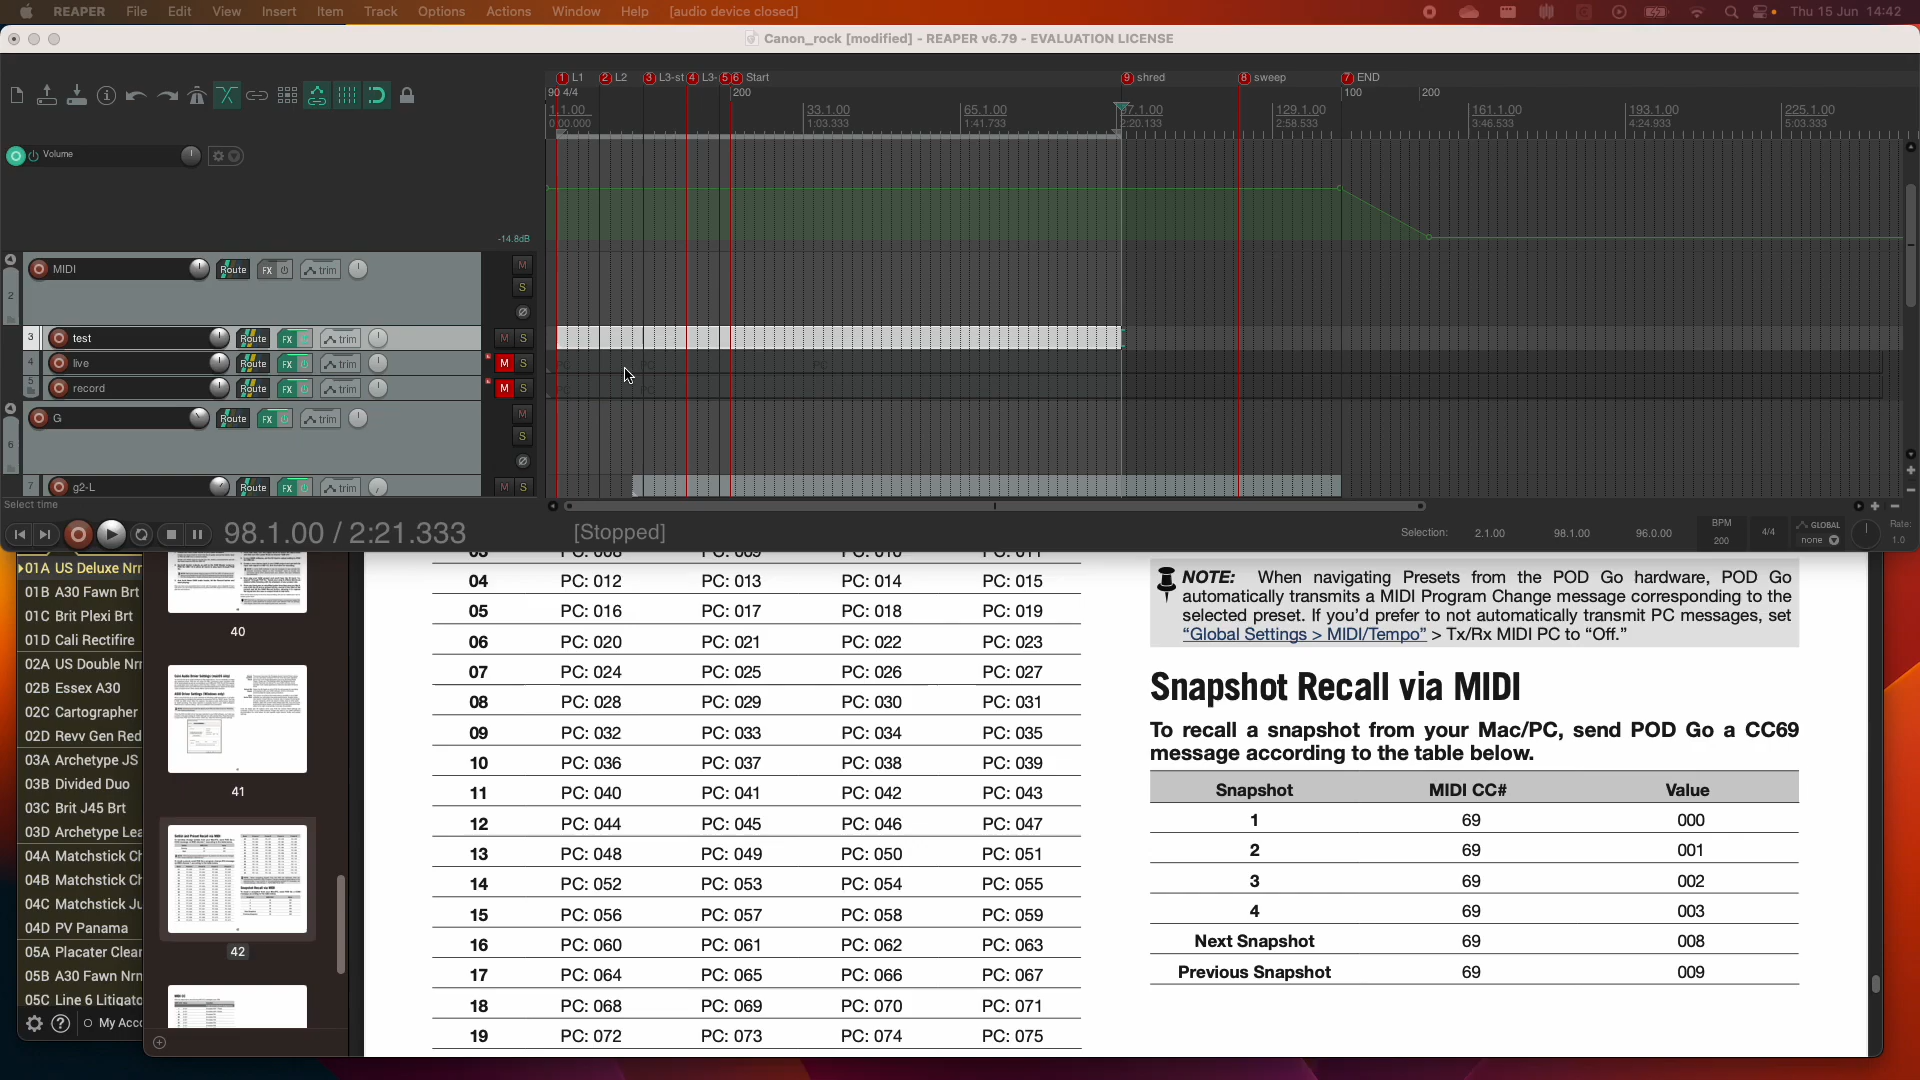 REAPER File Edit View Insert Item Track Options Actions Window Help [audio device closed] Thu 15 Jun 14:42
Canon_rock [modified] - REAPER v6.79 - EVALUATION LICENSE
1 L1 2 L2 3 L3-st 4 L3- 5 6 Start 9 shred 8 sweep 7 END
90 4/4 200 100 200
1.1.00 33.1.00 65.1.00 97.1.00 129.1.00 161.1.00 193.1.00 225.1.00
0:00.000 1:03.333 1:41.733 2:20.133 2:58.533 3:46.533 4:24.933 5:03.333
Volume
-14.8dB
MIDI Route FX trim M
2 S
3 test Route FX trim M S
4 live Route FX trim M S
5 record Route FX trim M S
G Route FX trim M
6 S
7 g2-L Route FX trim M S
PC PC PC
PC PC
Select time
98.1.00 / 2:21.333 [Stopped] Selection: 2.1.00 98.1.00 96.0.00 BPM 200 4/4 GLOBAL none Rate: 1.0
01A US Deluxe Nrr
01B A30 Fawn Brt
01C Brit Plexi Brt
01D Cali Rectifire
02A US Double Nrr
02B Essex A30
02C Cartographer
02D Revv Gen Red
03A Archetype JS
03B Divided Duo
03C Brit J45 Brt
03D Archetype Lea
04A Matchstick Ch
04B Matchstick Ch
04C Matchstick Ju
04D PV Panama
05A Placater Clear
05B A30 Fawn Nrn
05C Line 6 Litigato
My Acco
40
41
42
04 PC: 012 PC: 013 PC: 014 PC: 015
05 PC: 016 PC: 017 PC: 018 PC: 019
06 PC: 020 PC: 021 PC: 022 PC: 023
07 PC: 024 PC: 025 PC: 026 PC: 027
08 PC: 028 PC: 029 PC: 030 PC: 031
09 PC: 032 PC: 033 PC: 034 PC: 035
10 PC: 036 PC: 037 PC: 038 PC: 039
11 PC: 040 PC: 041 PC: 042 PC: 043
12 PC: 044 PC: 045 PC: 046 PC: 047
13 PC: 048 PC: 049 PC: 050 PC: 051
14 PC: 052 PC: 053 PC: 054 PC: 055
15 PC: 056 PC: 057 PC: 058 PC: 059
16 PC: 060 PC: 061 PC: 062 PC: 063
17 PC: 064 PC: 065 PC: 066 PC: 067
18 PC: 068 PC: 069 PC: 070 PC: 071
19 PC: 072 PC: 073 PC: 074 PC: 075
NOTE: When navigating Presets from the POD Go hardware, POD Go
automatically transmits a MIDI Program Change message corresponding to the
selected preset. If you'd prefer to not automatically transmit PC messages, set
"Global Settings > MIDI/Tempo" > Tx/Rx MIDI PC to "Off."
Snapshot Recall via MIDI
To recall a snapshot from your Mac/PC, send POD Go a CC69
message according to the table below.
Snapshot MIDI CC# Value
1 69 000
2 69 001
3 69 002
4 69 003
Next Snapshot 69 008
Previous Snapshot 69 009